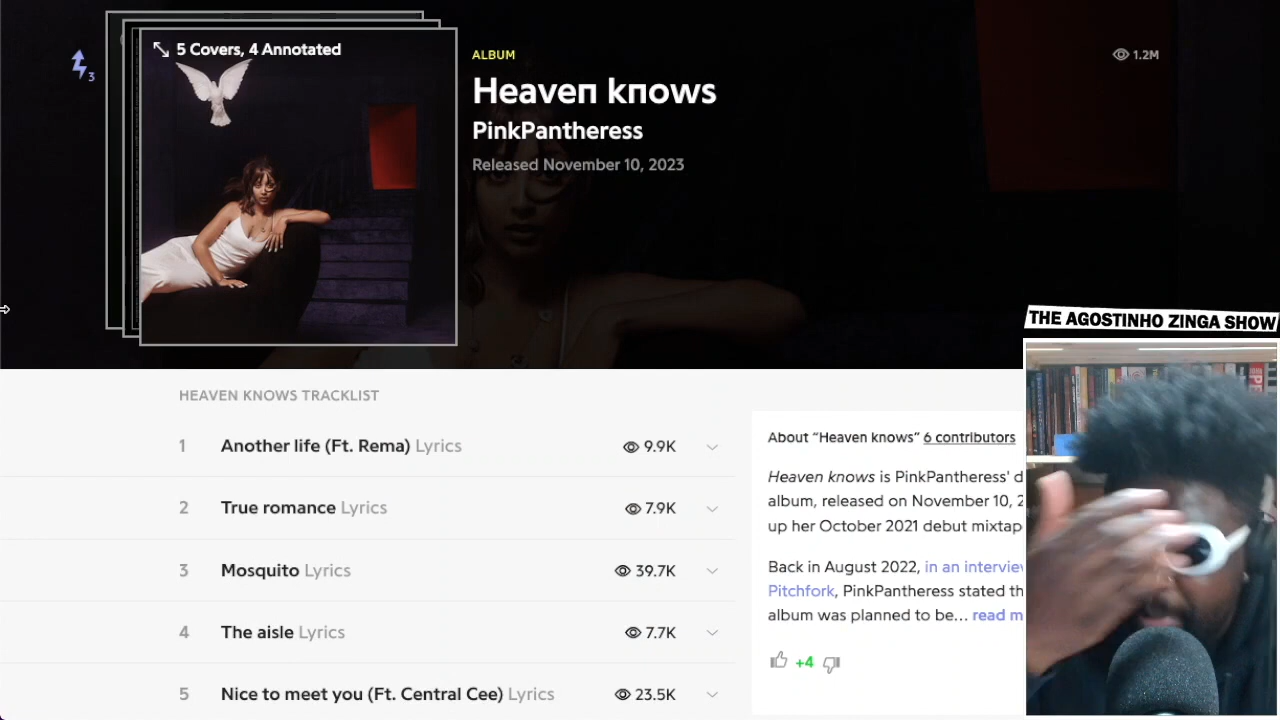 5 Covers, 4 Annotated
3
ALBUM
Heaveп kпows
PinkPantheress
Released November 10, 2023
1.2M
THE AGOSTINHO ZINGA SHOW
HEAVEN KNOWS TRACKLIST
1 Another life (Ft. Rema) Lyrics 9.9K
2 True romance Lyrics 7.9K
3 Mosquito Lyrics 39.7K
4 The aisle Lyrics 7.7K
5 Nice to meet you (Ft. Central Cee) Lyrics 23.5K
About “Heaven knows” 6 contributors
Heaven knows is PinkPantheress' d
album, released on November 10, 2
up her October 2021 debut mixtap
Back in August 2022, in an interview
Pitchfork, PinkPantheress stated th
album was planned to be... read m
+4